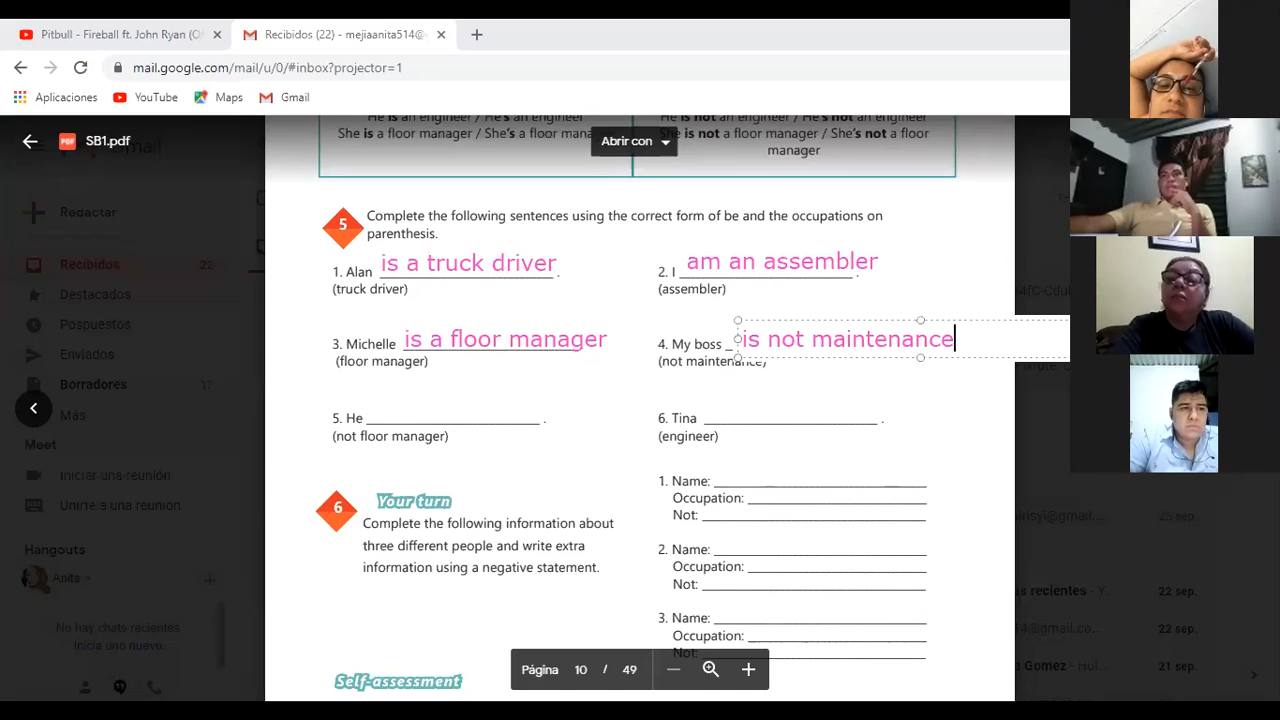 Pitbull - Fireball ft. John Ryan (Of
Recibidos (22) - mejiaanita514@
mail.google.com/mail/u/0/#inbox?projector=1
Aplicaciones
YouTube
Maps
Gmail
SB1.pdf
Abrir con
He is an engineer / He's an engineer
He is not an engineer / He's not an engineer
She is a floor manager / She's a floor mana
She is not a floor manager / She's not a floor
manager
Redactar
Recibidos 22
Destacados
Pospuestos
Enviados
Borradores
Más
Meet
Iniciar una reunión
Unirte a una reunión
Hangouts
Anita
No hay chats recientes
Inicia uno nuevo
5
Complete the following sentences using the correct form of be and the occupations on
parenthesis.
1. Alan is a truck driver .
(truck driver)
2. I am an assembler .
(assembler)
3. Michelle is a floor manager
(floor manager)
4. My boss is not maintenance
(not maintenance)
5. He .
(not floor manager)
6. Tina .
(engineer)
6
Your turn
Complete the following information about
three different people and write extra
information using a negative statement.
1. Name:
Occupation:
Not:
2. Name:
Occupation:
Not:
3. Name:
Occupation:
Not:
Self-assessment
Página 10 / 49
22 sep.
22 sep.
21 sep.